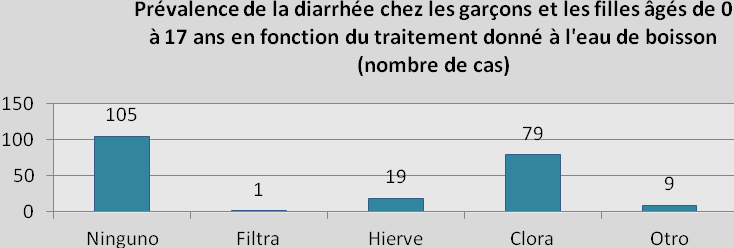 Prévalence de la diarrhée chez les garçons et les filles âgés de 0
à 17 ans en fonction du traitement donné à l'eau de boisson
(nombre de cas)
150
100
50
0
105
1
19
79
9
Ninguno Filtra Hierve Clora Otro